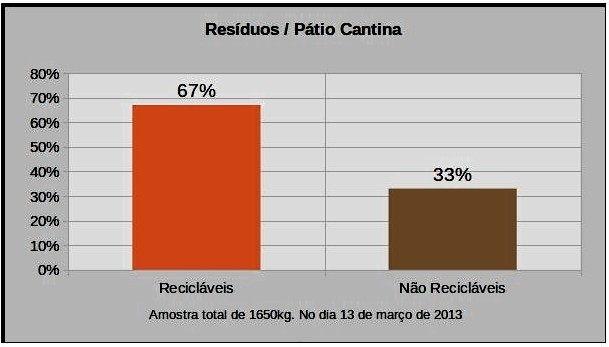 Resíduos / Pátio Cantina
80%
70%
60%
50%
40%
30%
20%
10%
0%
67%
33%
Recicláveis
Não Recicláveis
Amostra total de 1650kg. No dia 13 de março de 2013